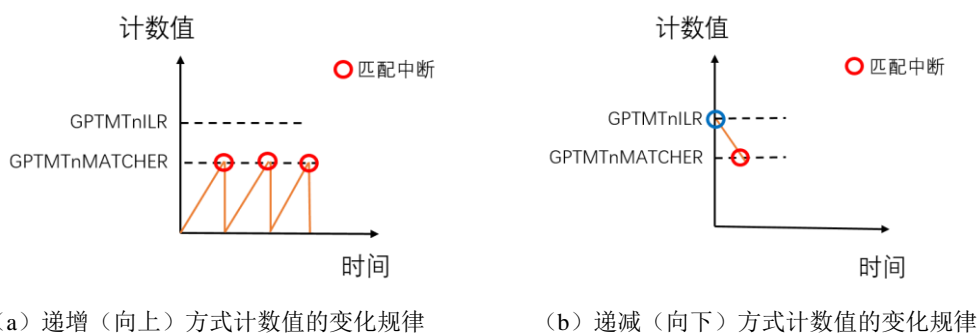 计数值
匹配中断
GPTMTnILR
GPTMTnMATCHER
时间
(a）递增（向上）方式计数值的变化规律
计数值
匹配中断
GPTMTnILR
GPTMTnMATCHER
时间
（b）递减（向下）方式计数值的变化规律